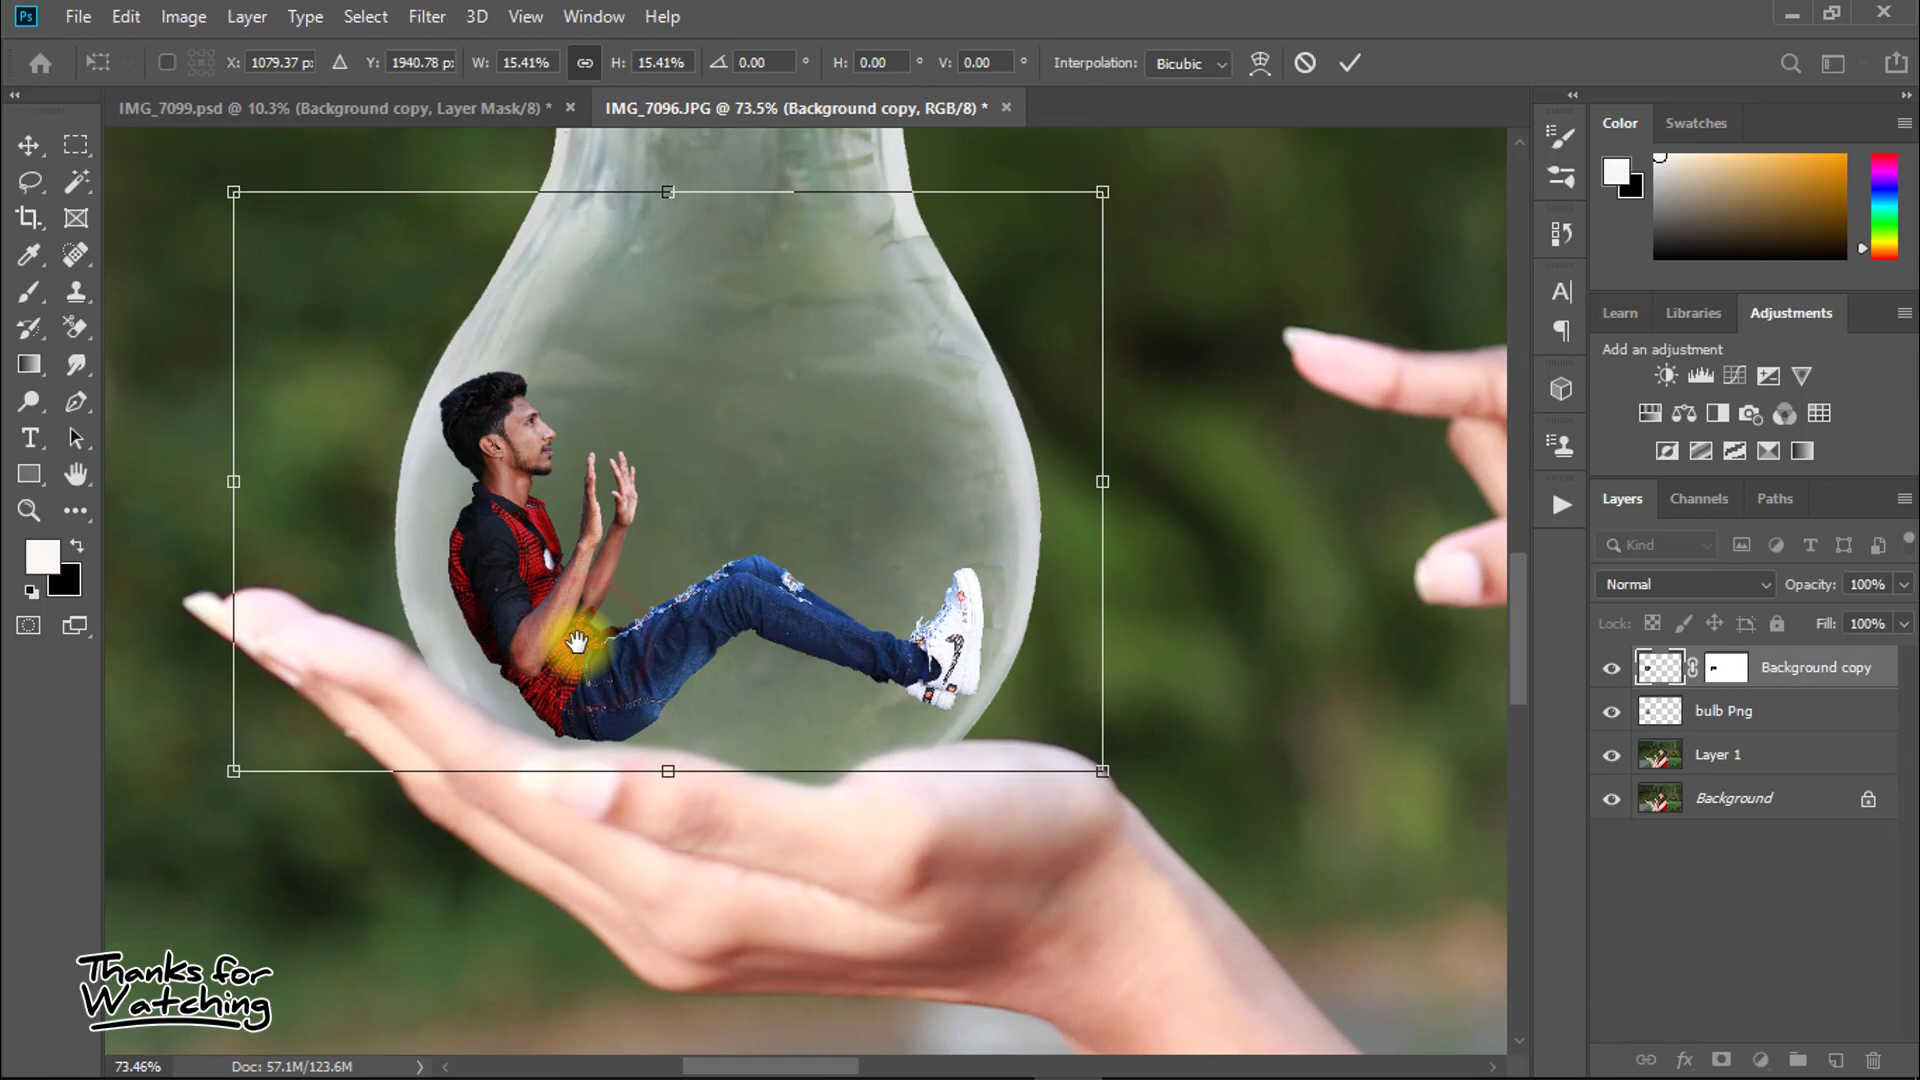 Ps File Edit Image Layer Type Select Filter 3D View Window Help
X: 1079.37 p: Y: 1940.78 p: W: 15.41% H: 15.41% 0.00 ° H: 0.00 ° V: 0.00 ° Interpolation: Bicubic
IMG_7099.psd @ 10.3% (Background copy, Layer Mask/8) * × IMG_7096.JPG @ 73.5% (Background copy, RGB/8) * ×
Color Swatches
Learn Libraries Adjustments
Add an adjustment
Layers Channels Paths
Kind
Normal Opacity: 100%
Lock: Fill: 100%
Background copy
bulb Png
Layer 1
Background
Thanks for
Watching
73.46% Doc: 57.1M/123.6M